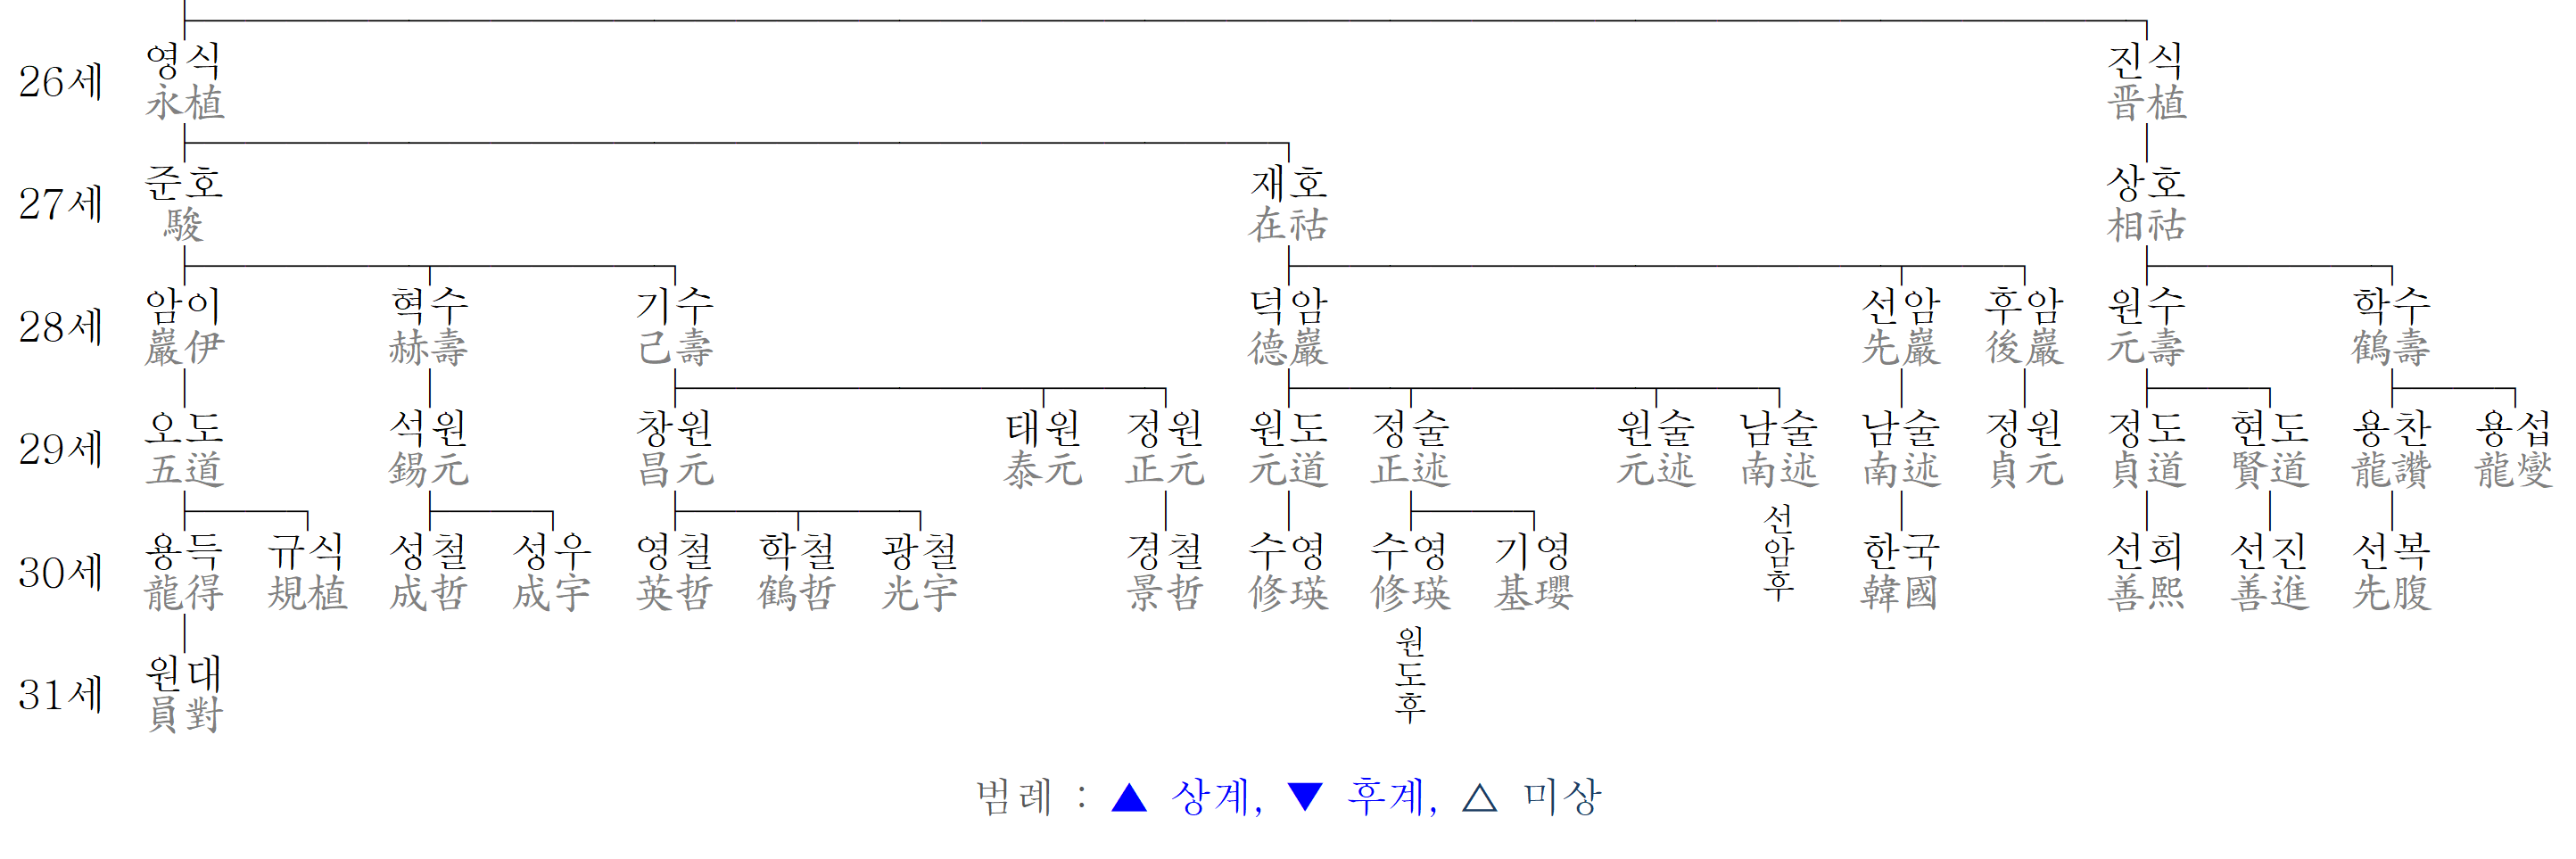 26세 영식 진식
永植 晋植
27세 준호 재호 상호
駿 在祜 相祜
28세 암이 혁수 기수 덕암 선암 후암 원수 학수
巖伊 赫壽 己壽 德巖 先巖 後巖 元壽 鶴壽
29세 오도 석원 창원 태원 정원 원도 정술 원술 남술 남술 정원 정도 현도 용찬 용섭
五道 錫元 昌元 泰元 正元 元道 正述 元述 南述 南述 貞元 貞道 賢道 龍讚 龍燮
선암후
30세 용득 규식 성철 성우 영철 학철 광철 경철 수영 수영 기영 한국 선희 선진 선복
龍得 規植 成哲 成宇 英哲 鶴哲 光宇 景哲 修瑛 修瑛 基瓔 韓國 善熙 善進 先腹
원도후
31세 원대
員對
범례 : ▲ 상계, ▼ 후계, △ 미상